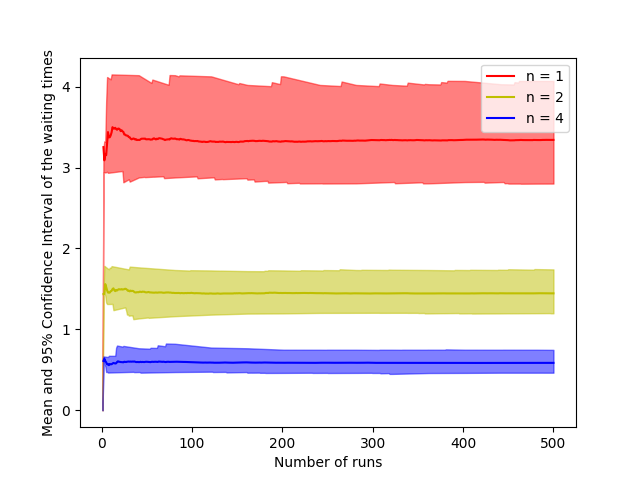 Mean and 95% Confidence Interval of the waiting times
4
3
2
1
0
0 100 200 300 400 500
Number of runs
n = 1
n = 2
n = 4